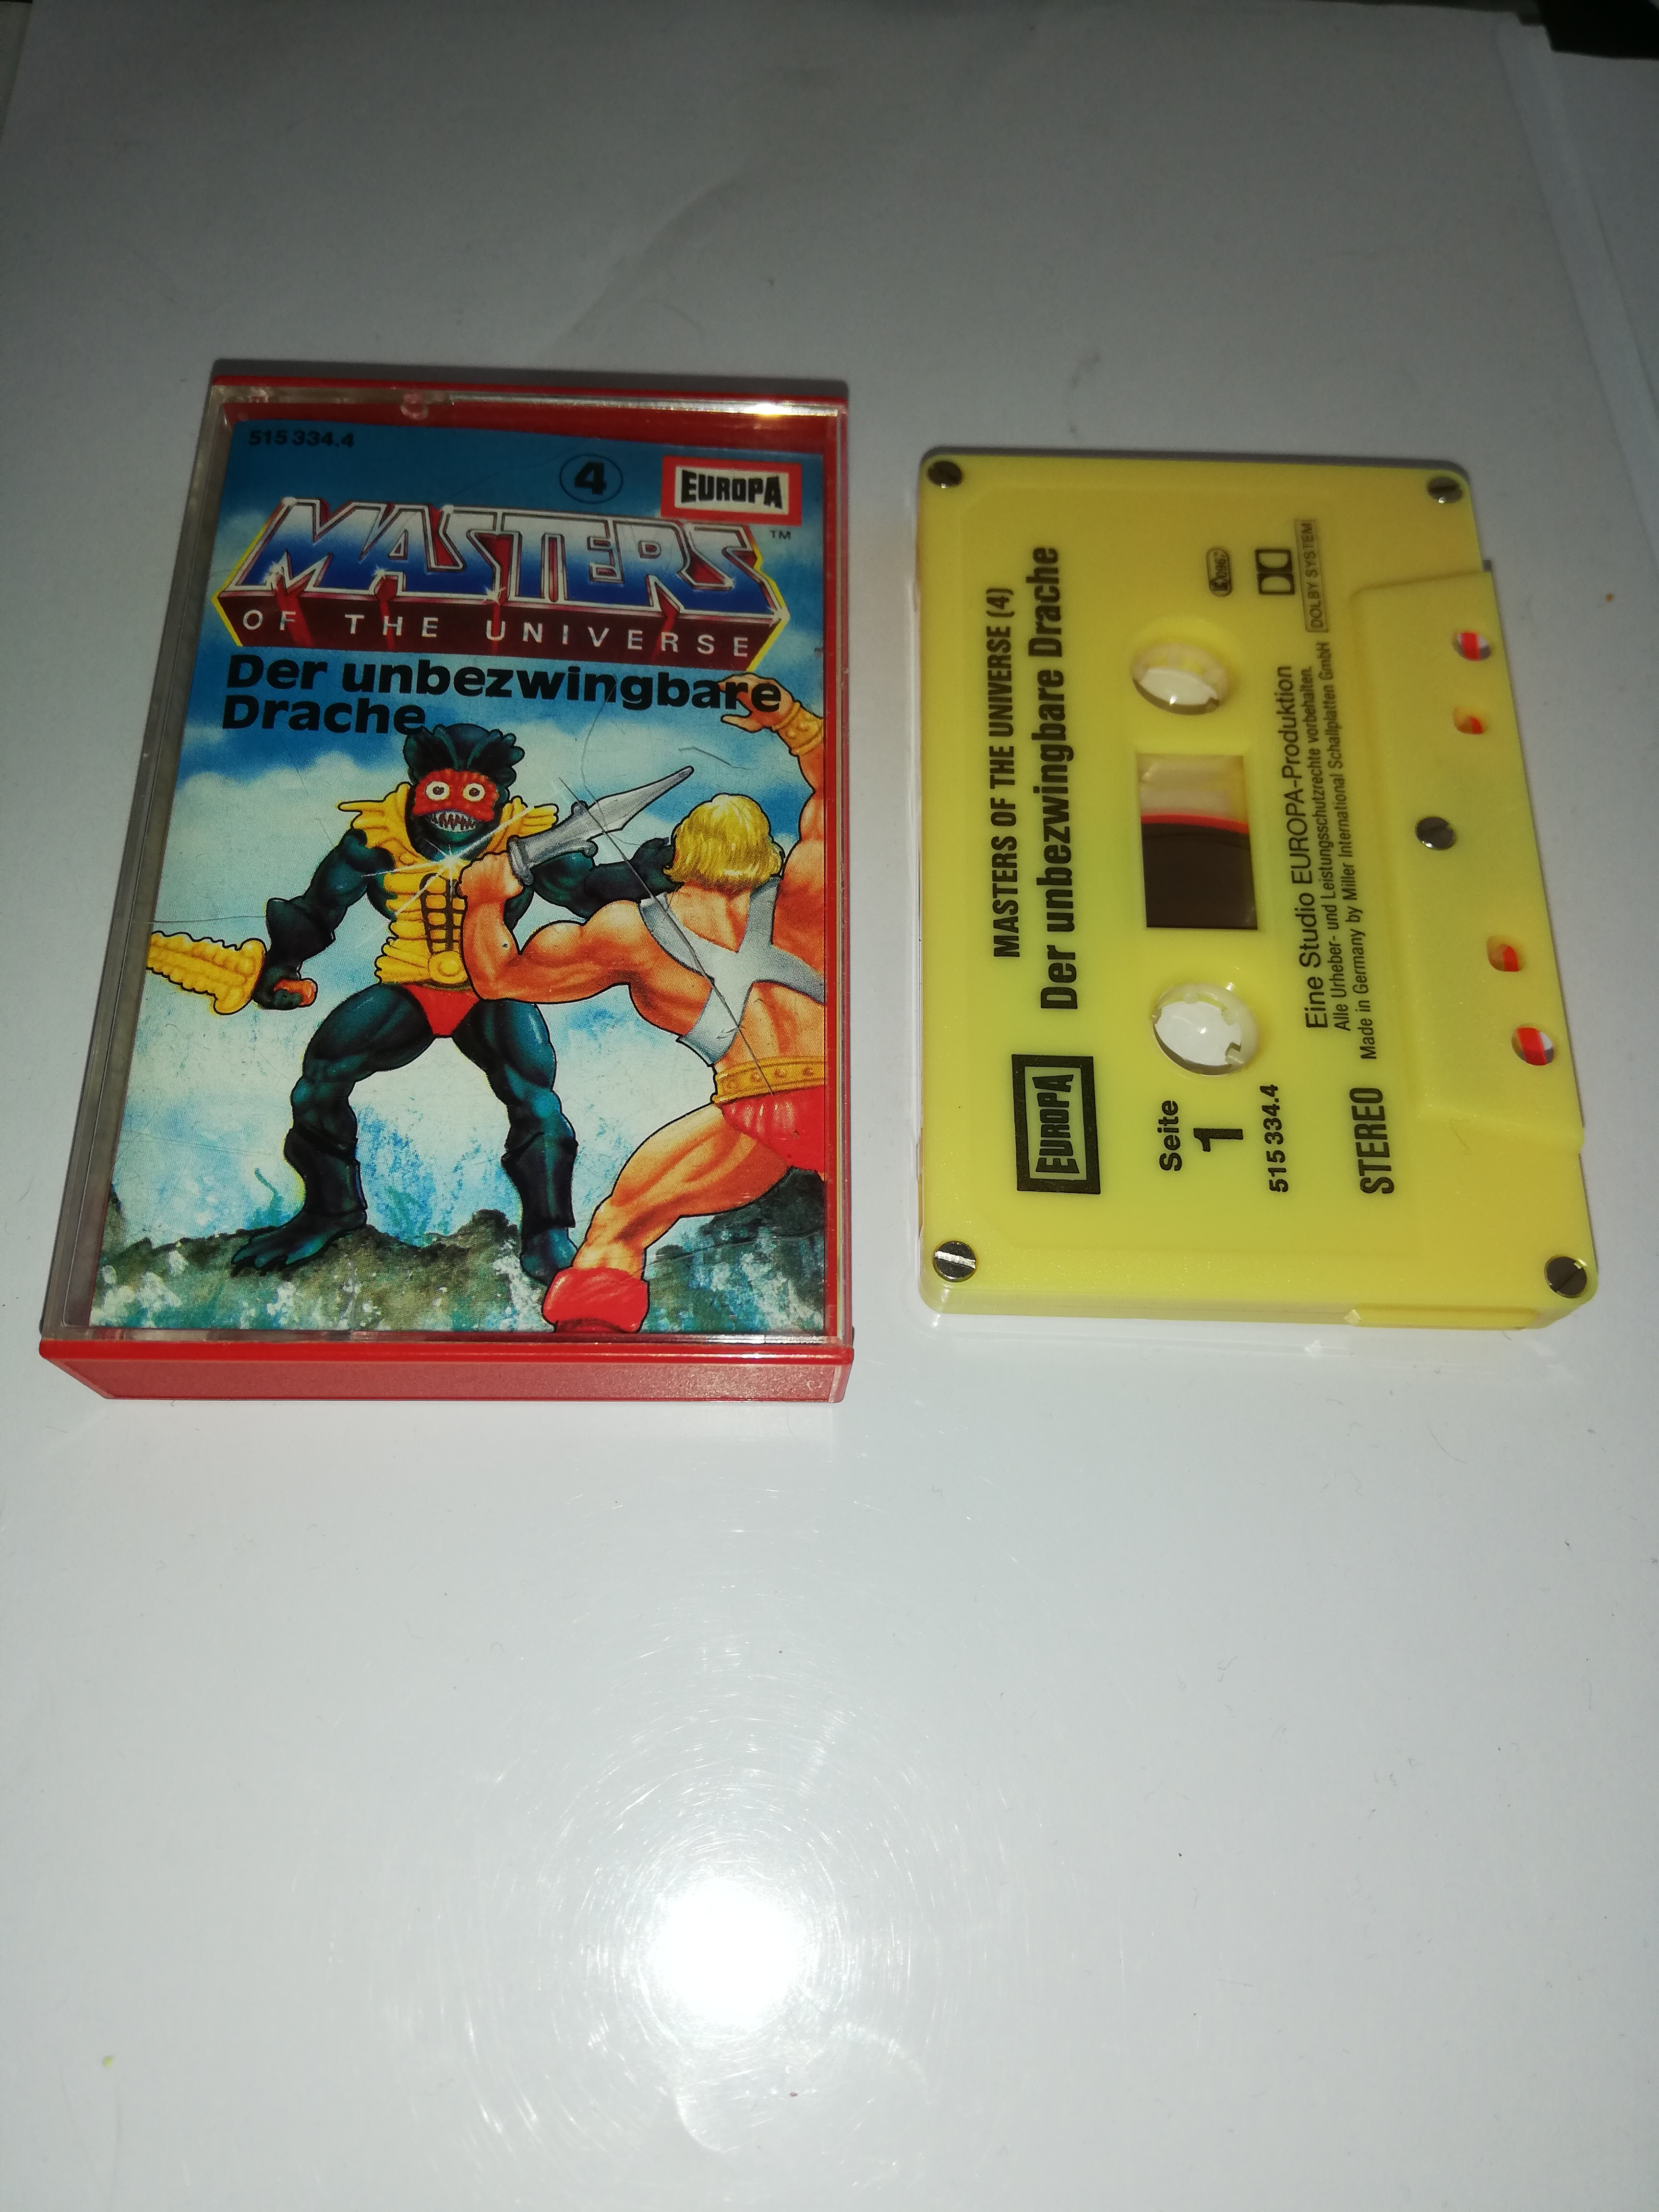 515 334.4
4
EUROPA
MASTERS
TM
OF THE UNIVERSE
Der unbezwingbare
Drache
MASTERS OF THE UNIVERSE (4)
Der unbezwingbare Drache
EUROPA
Seite
1
515 334.4
STEREO
DOLBY SYSTEM
Eine Studio EUROPA-Produktion
Alle Urheber- und Leistungsschutzrechte vorbehalten.
Made in Germany by Miller International Schallplatten GmbH